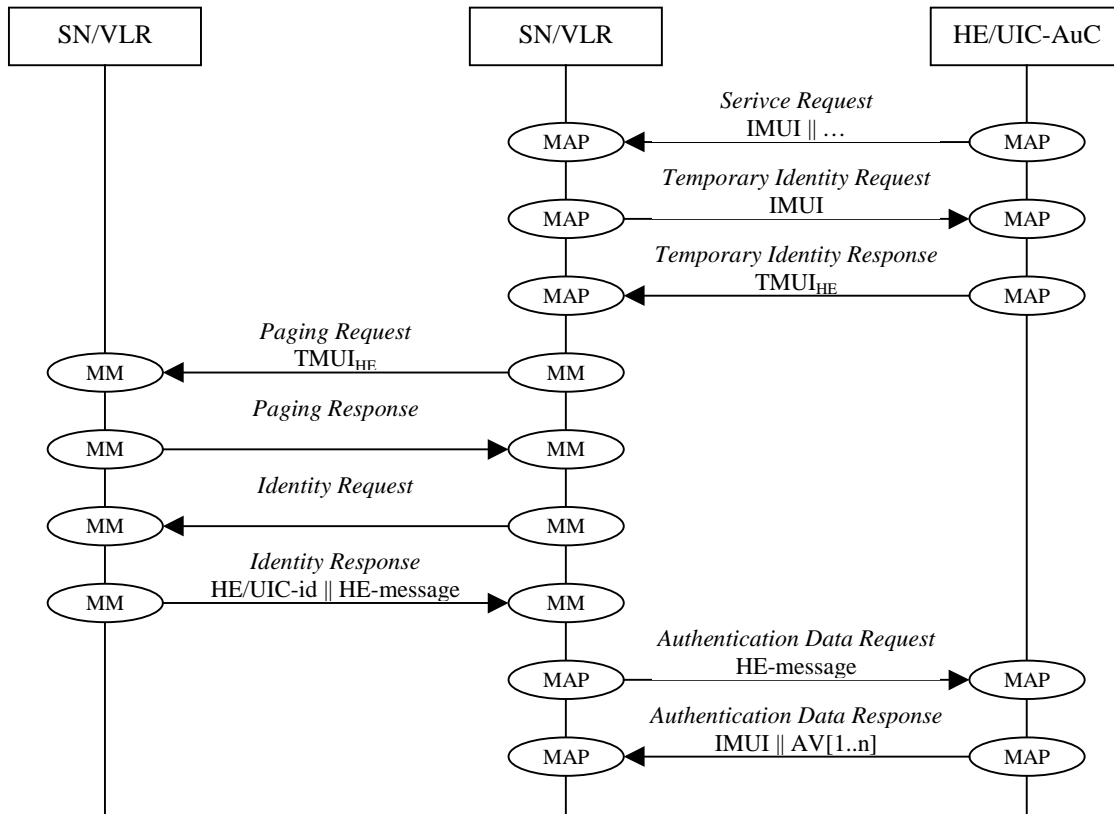 SN/VLR
SN/VLR
HE/UIC-AuC
Serivce Request
IMUI || …
MAP
MAP
Temporary Identity Request
IMUI
MAP
MAP
Temporary Identity Response
TMUIHE
MAP
MAP
Paging Request
TMUIHE
MM
MM
Paging Response
MM
MM
Identity Request
MM
MM
Identity Response
HE/UIC-id || HE-message
MM
MM
Authentication Data Request
HE-message
MAP
MAP
Authentication Data Response
IMUI || AV[1..n]
MAP
MAP